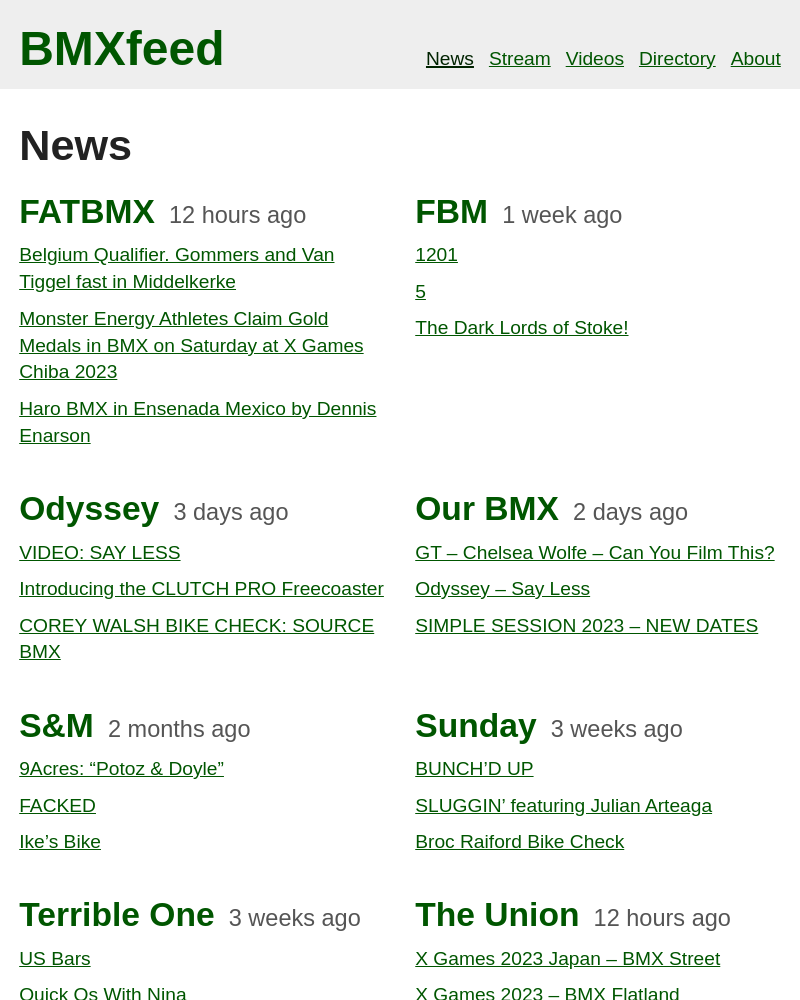 BMXfeed
News Stream Videos Directory About
News
FATBMX 12 hours ago
Belgium Qualifier. Gommers and Van
Tiggel fast in Middelkerke
Monster Energy Athletes Claim Gold
Medals in BMX on Saturday at X Games
Chiba 2023
Haro BMX in Ensenada Mexico by Dennis
Enarson
FBM 1 week ago
1201
5
The Dark Lords of Stoke!
Odyssey 3 days ago
VIDEO: SAY LESS
Introducing the CLUTCH PRO Freecoaster
COREY WALSH BIKE CHECK: SOURCE
BMX
Our BMX 2 days ago
GT – Chelsea Wolfe – Can You Film This?
Odyssey – Say Less
SIMPLE SESSION 2023 – NEW DATES
S&M 2 months ago
9Acres: “Potoz & Doyle”
FACKED
Ike’s Bike
Sunday 3 weeks ago
BUNCH’D UP
SLUGGIN’ featuring Julian Arteaga
Broc Raiford Bike Check
Terrible One 3 weeks ago
US Bars
Quick Qs With Nina
The Union 12 hours ago
X Games 2023 Japan – BMX Street
X Games 2023 – BMX Flatland